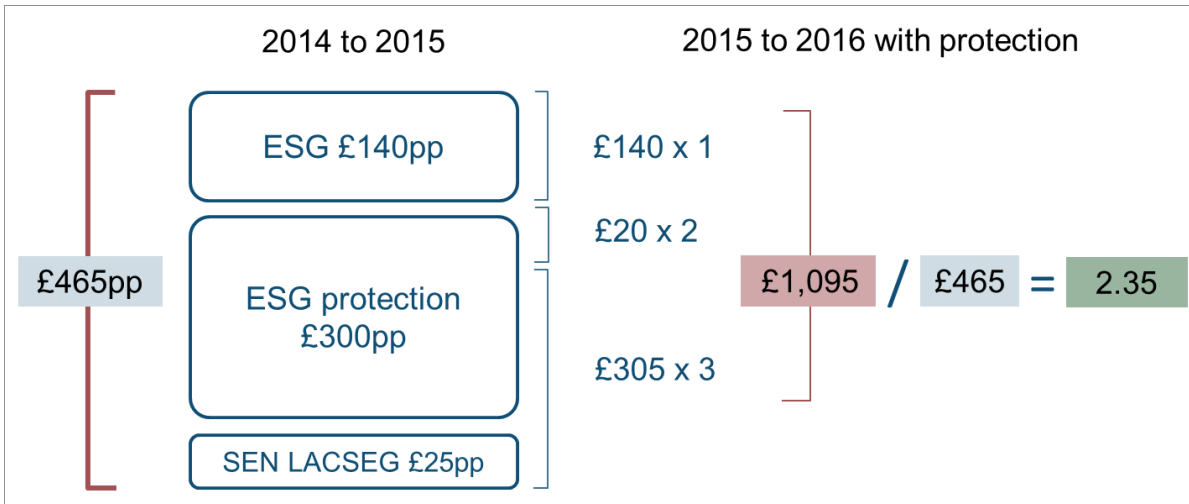 2014 to 2015
2015 to 2016 with protection
ESG £140pp
£140 x 1
£20 x 2
£465pp
ESG protection
£300pp
£1,095 / £465 = 2.35
£305 x 3
SEN LACSEG £25pp